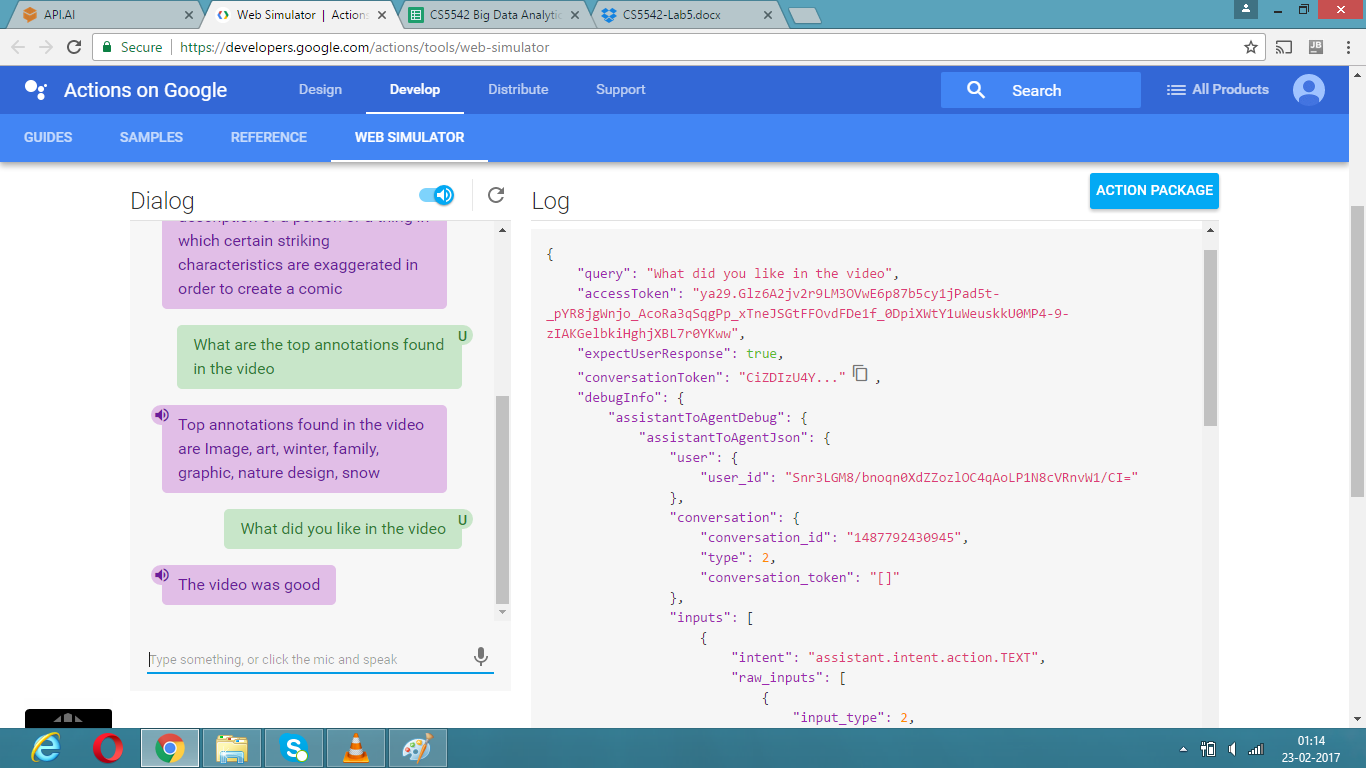 API.AI
Web Simulator | Actions
CS5542 Big Data Analytic
CS5542-Lab5.docx
Secure
https://developers.google.com/actions/tools/web-simulator
JB
Actions on Google
Design
Develop
Distribute
Support
Search
All Products
GUIDES
SAMPLES
REFERENCE
WEB SIMULATOR
Dialog
which certain striking
characteristics are exaggerated in
order to create a comic
U
What are the top annotations found
in the video
Top annotations found in the video
are Image, art, winter, family,
graphic, nature design, snow
U
What did you like in the video
The video was good
Type something, or click the mic and speak
Log
ACTION PACKAGE
{
"query": "What did you like in the video",
"accessToken": "ya29.Glz6A2jv2r9LM3OVwE6p87b5cy1jPad5t-
_pYR8jgWnjo_AcoRa3qSqgPp_xTneJSGtFFOvdFDe1f_0DpiXWtY1uWeuskkU0MP4-9-
zIAKGelbkiHghjXBL7r0YKww",
"expectUserResponse": true,
"conversationToken": "CiZDIzU4Y..." ,
"debugInfo": {
"assistantToAgentDebug": {
"assistantToAgentJson": {
"user": {
"user_id": "Snr3LGM8/bnoqn0XdZZozlOC4qAoLP1N8cVRnvW1/CI="
},
"conversation": {
"conversation_id": "1487792430945",
"type": 2,
"conversation_token": "[]"
},
"inputs": [
{
"intent": "assistant.intent.action.TEXT",
"raw_inputs": [
{
"input_type": 2,
01:14
23-02-2017